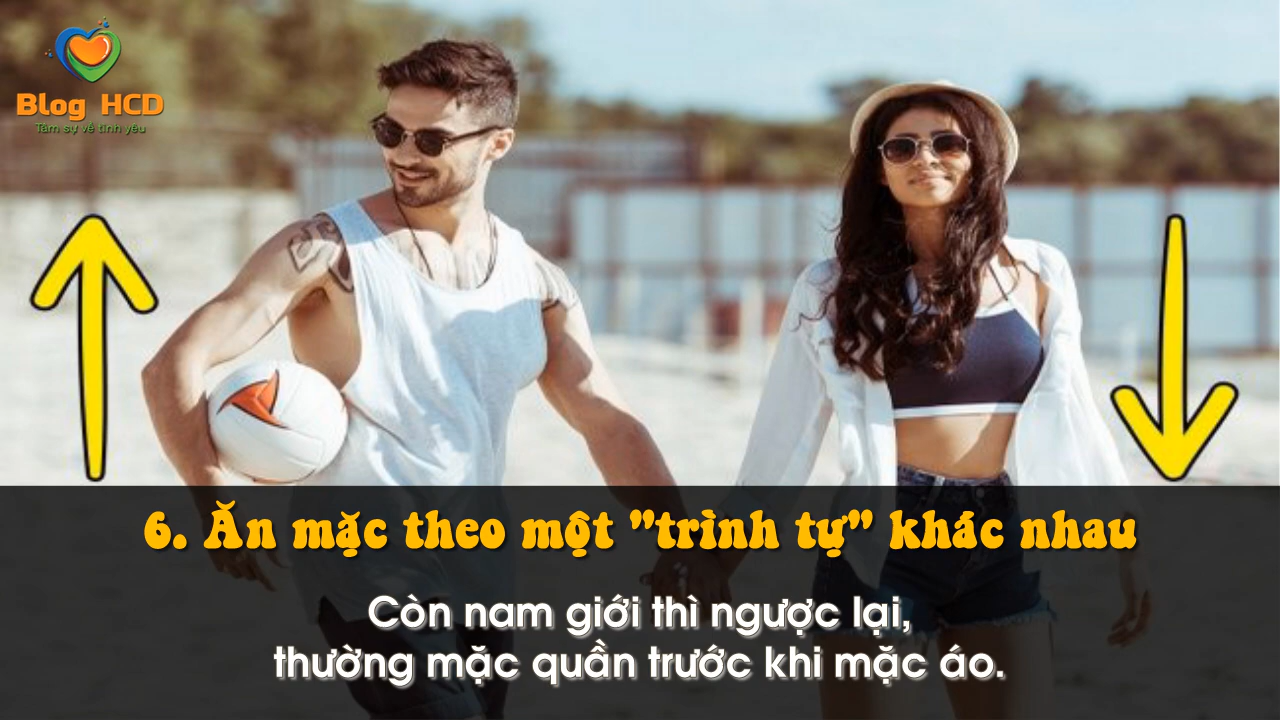 Blog HCD
Tâm sự về tình yêu
6. Ăn mặc theo một "trình tự" khác nhau
Còn nam giới thì ngược lại,
thường mặc quần trước khi mặc áo.